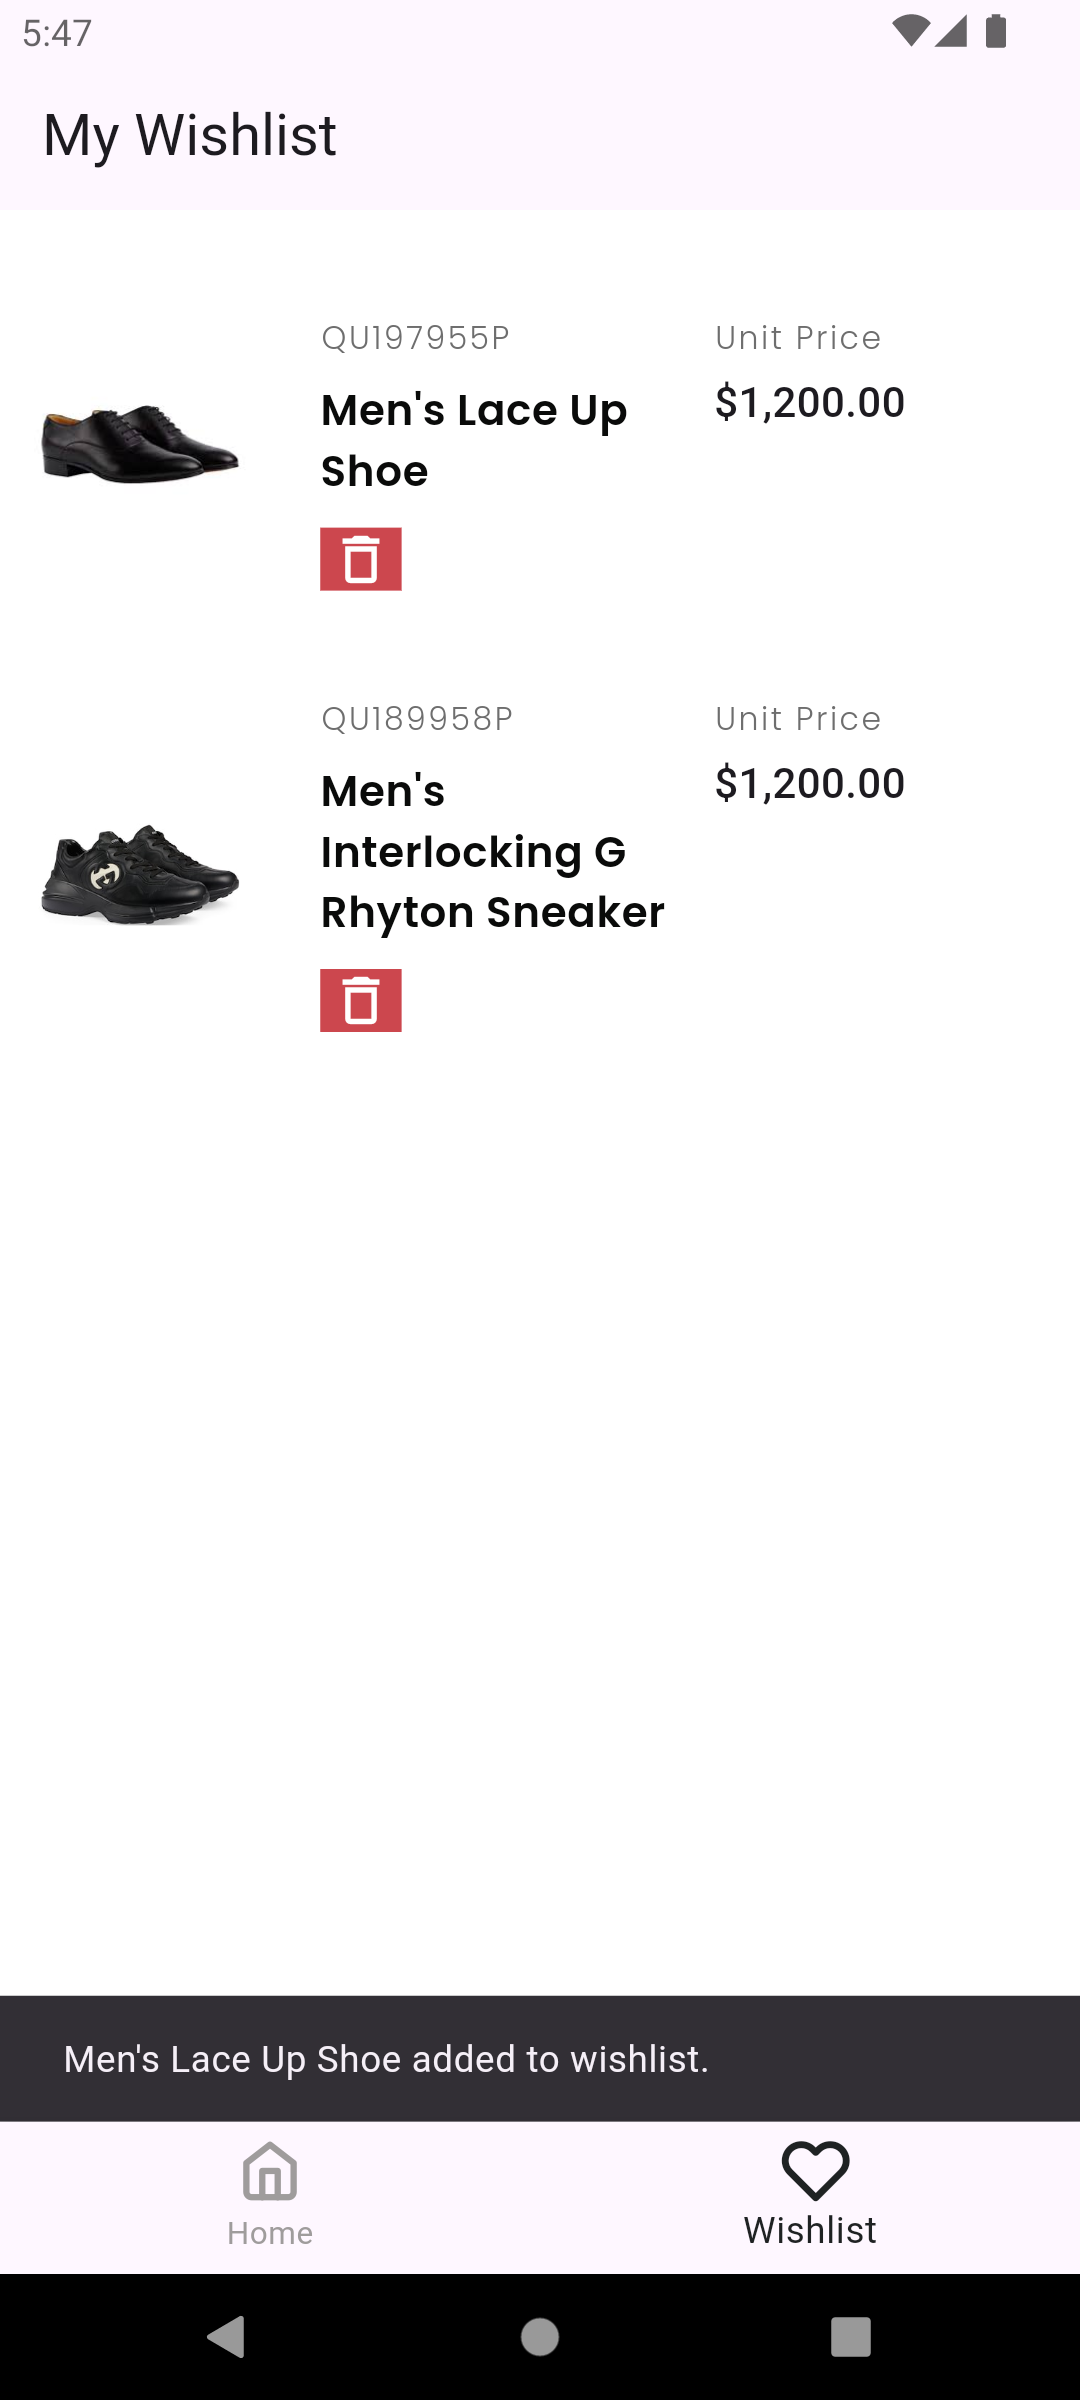 5:47
My Wishlist
QU197955P
Unit Price
Men's Lace Up
Shoe
$1,200.00
QU189958P
Unit Price
Men's
Interlocking G
Rhyton Sneaker
$1,200.00
Men's Lace Up Shoe added to wishlist.
Home
Wishlist